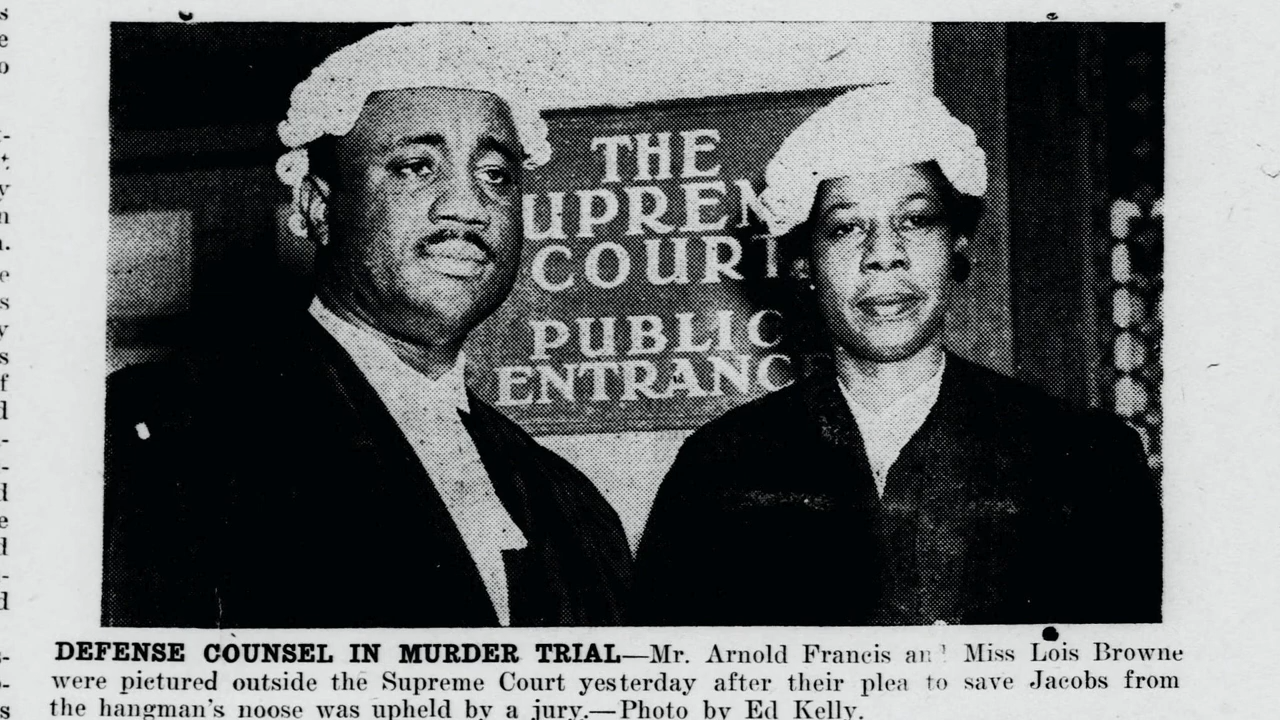 THE
UPREM
COURT
PUBLIC
ENTRANC
DEFENSE COUNSEL IN MURDER TRIAL—Mr. Arnold Francis an Miss Lois Browne
were pictured outside the Supreme Court yesterday after their plea to save Jacobs from
the hangman's noose was upheld by a jury.—Photo by Ed Kelly.